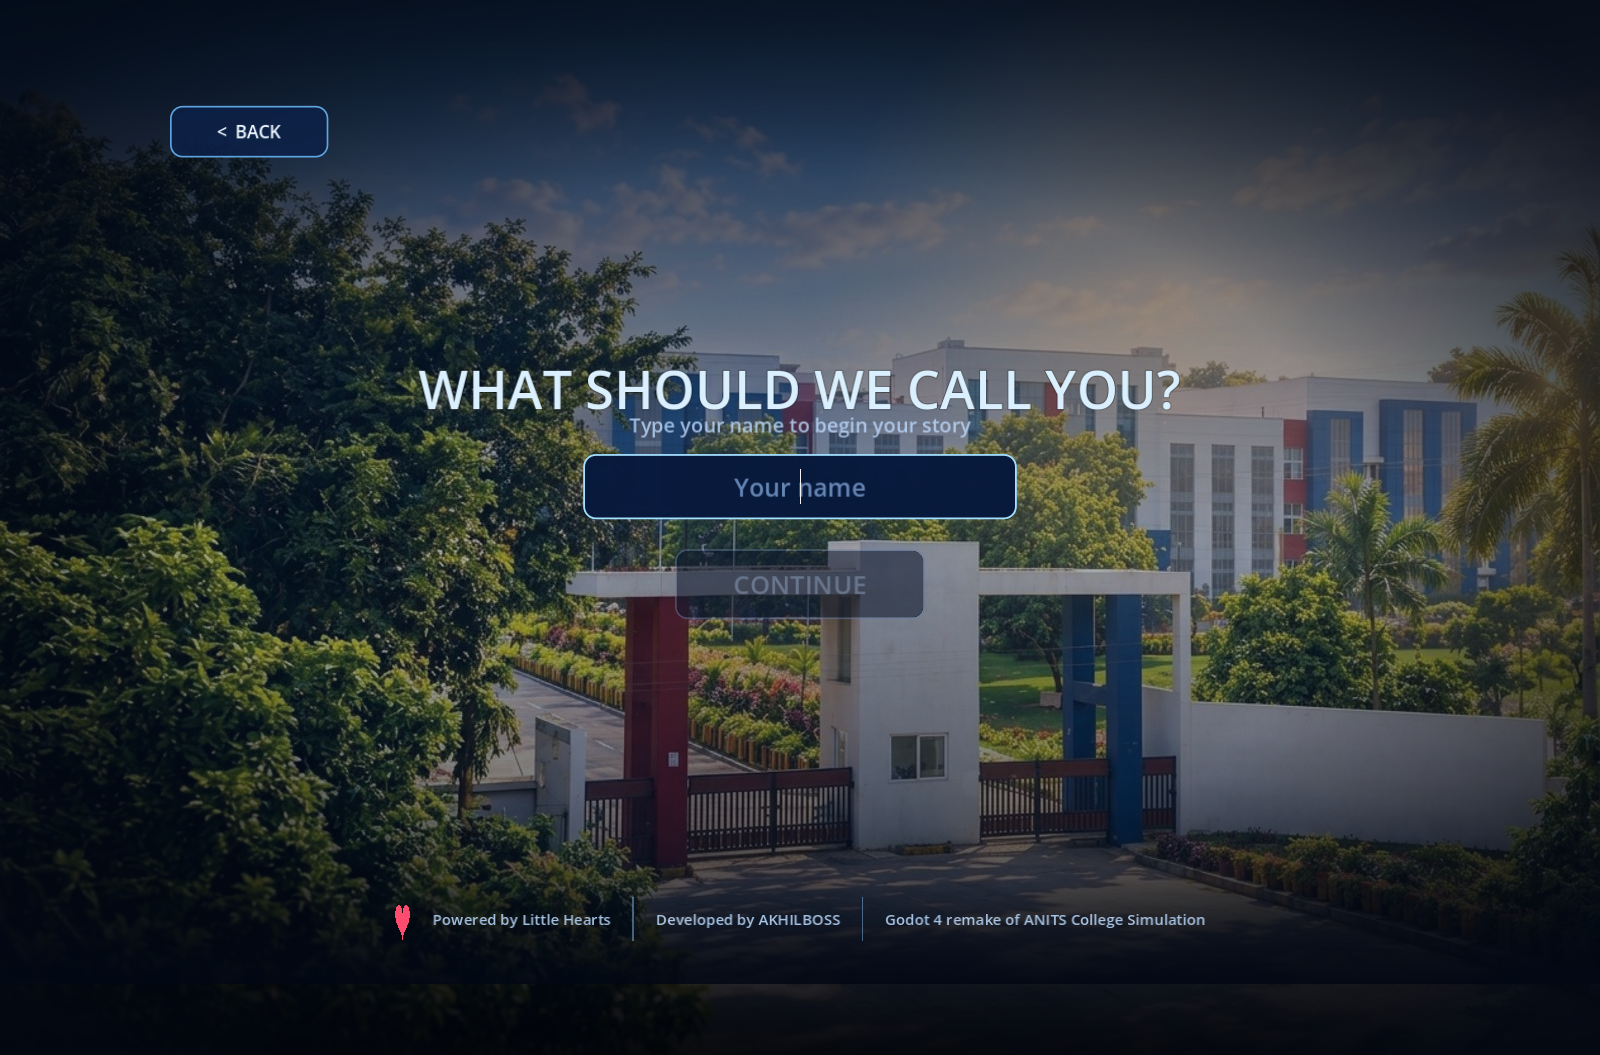 < BACK
WHAT SHOULD WE CALL YOU?
Type your name to begin your story
Your name
CONTINUE
Powered by Little Hearts
Developed by AKHILBOSS
Godot 4 remake of ANITS College Simulation